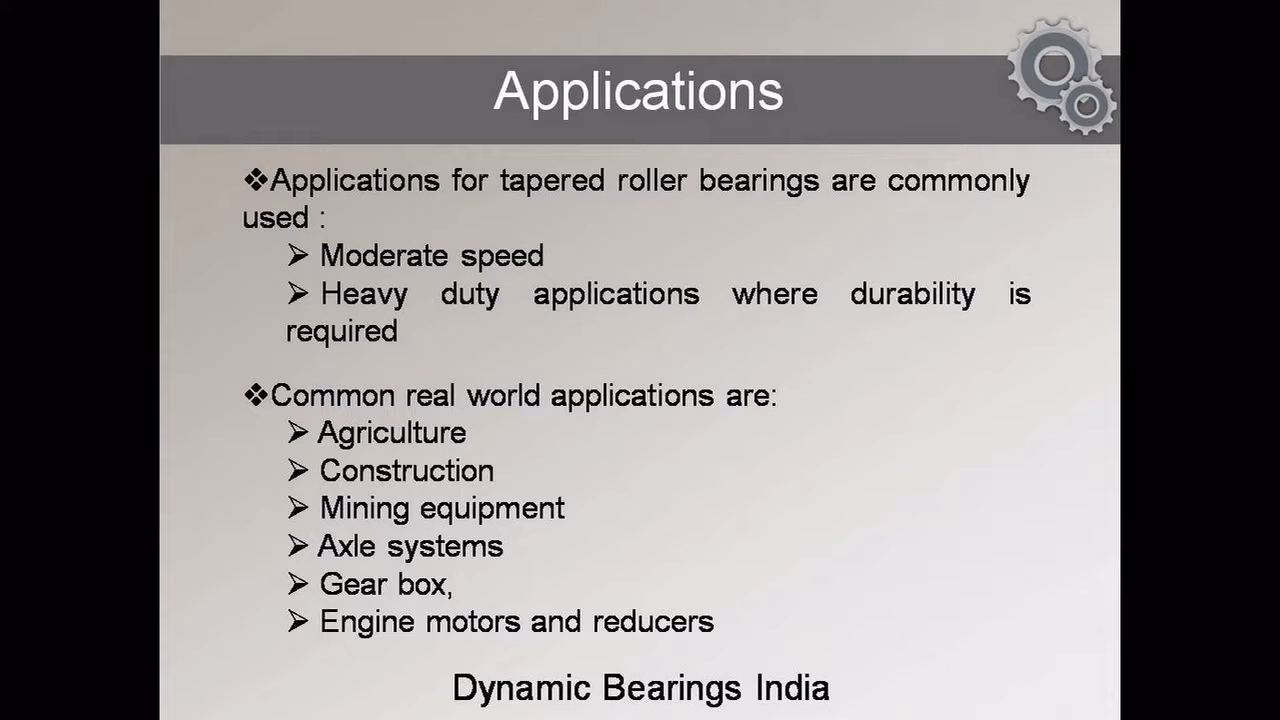 Applications
❖Applications for tapered roller bearings are commonly
used :
➢ Moderate speed
➢ Heavy duty applications where durability is
required
❖Common real world applications are:
➢ Agriculture
➢ Construction
➢ Mining equipment
➢ Axle systems
➢ Gear box,
➢ Engine motors and reducers
Dynamic Bearings India